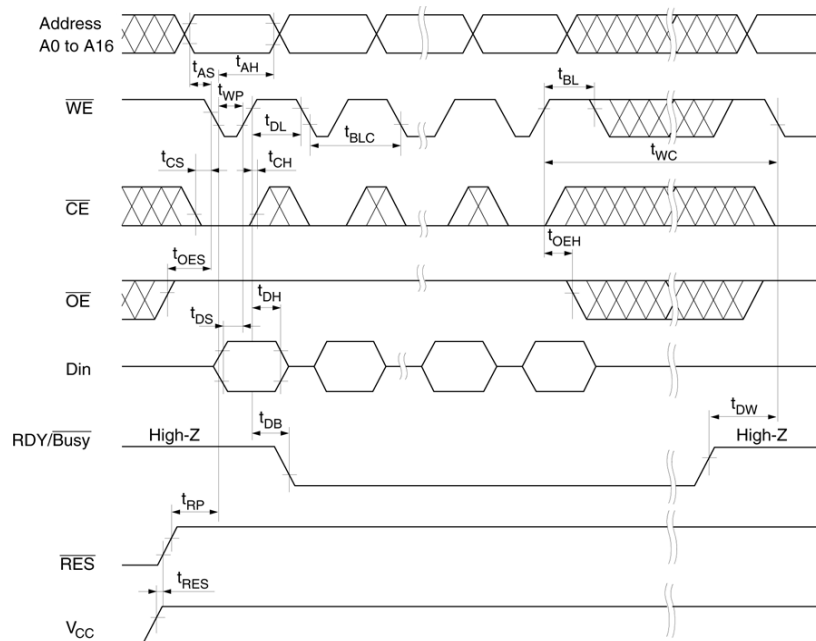 Address
A0 to A16
tAS
tAH
tWP
tBL
WE
tDL
tBLC
tWC
tCS
tCH
CE
tOES
tOEH
OE
tDH
tDS
Din
tDB
tDW
RDY/Busy
High-Z
High-Z
tRP
RES
tRES
VCC